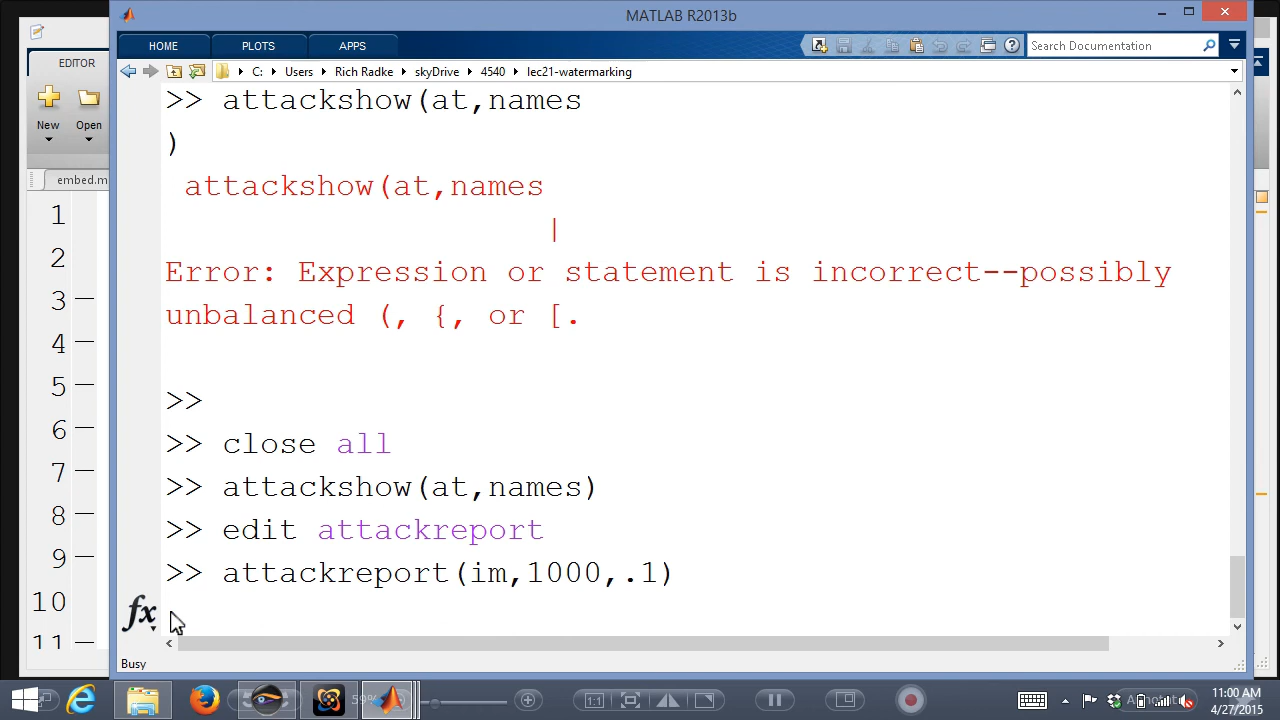 MATLAB R2013b
EDITOR
HOME
PLOTS
APPS
Search Documentation
C:
Users
Rich Radke
skyDrive
4540
lec21-watermarking
New
Open
embed.m
1
2
3
4
5
6
7
8
9
10
11
>> attackshow(at,names
)
attackshow(at,names
|
Error: Expression or statement is incorrect--possibly
unbalanced (, {, or [.
>>
>> close all
>> attackshow(at,names)
>> edit attackreport
>> attackreport(im,1000,.1)
fx
Busy
1:1
11:00 AM
4/27/2015